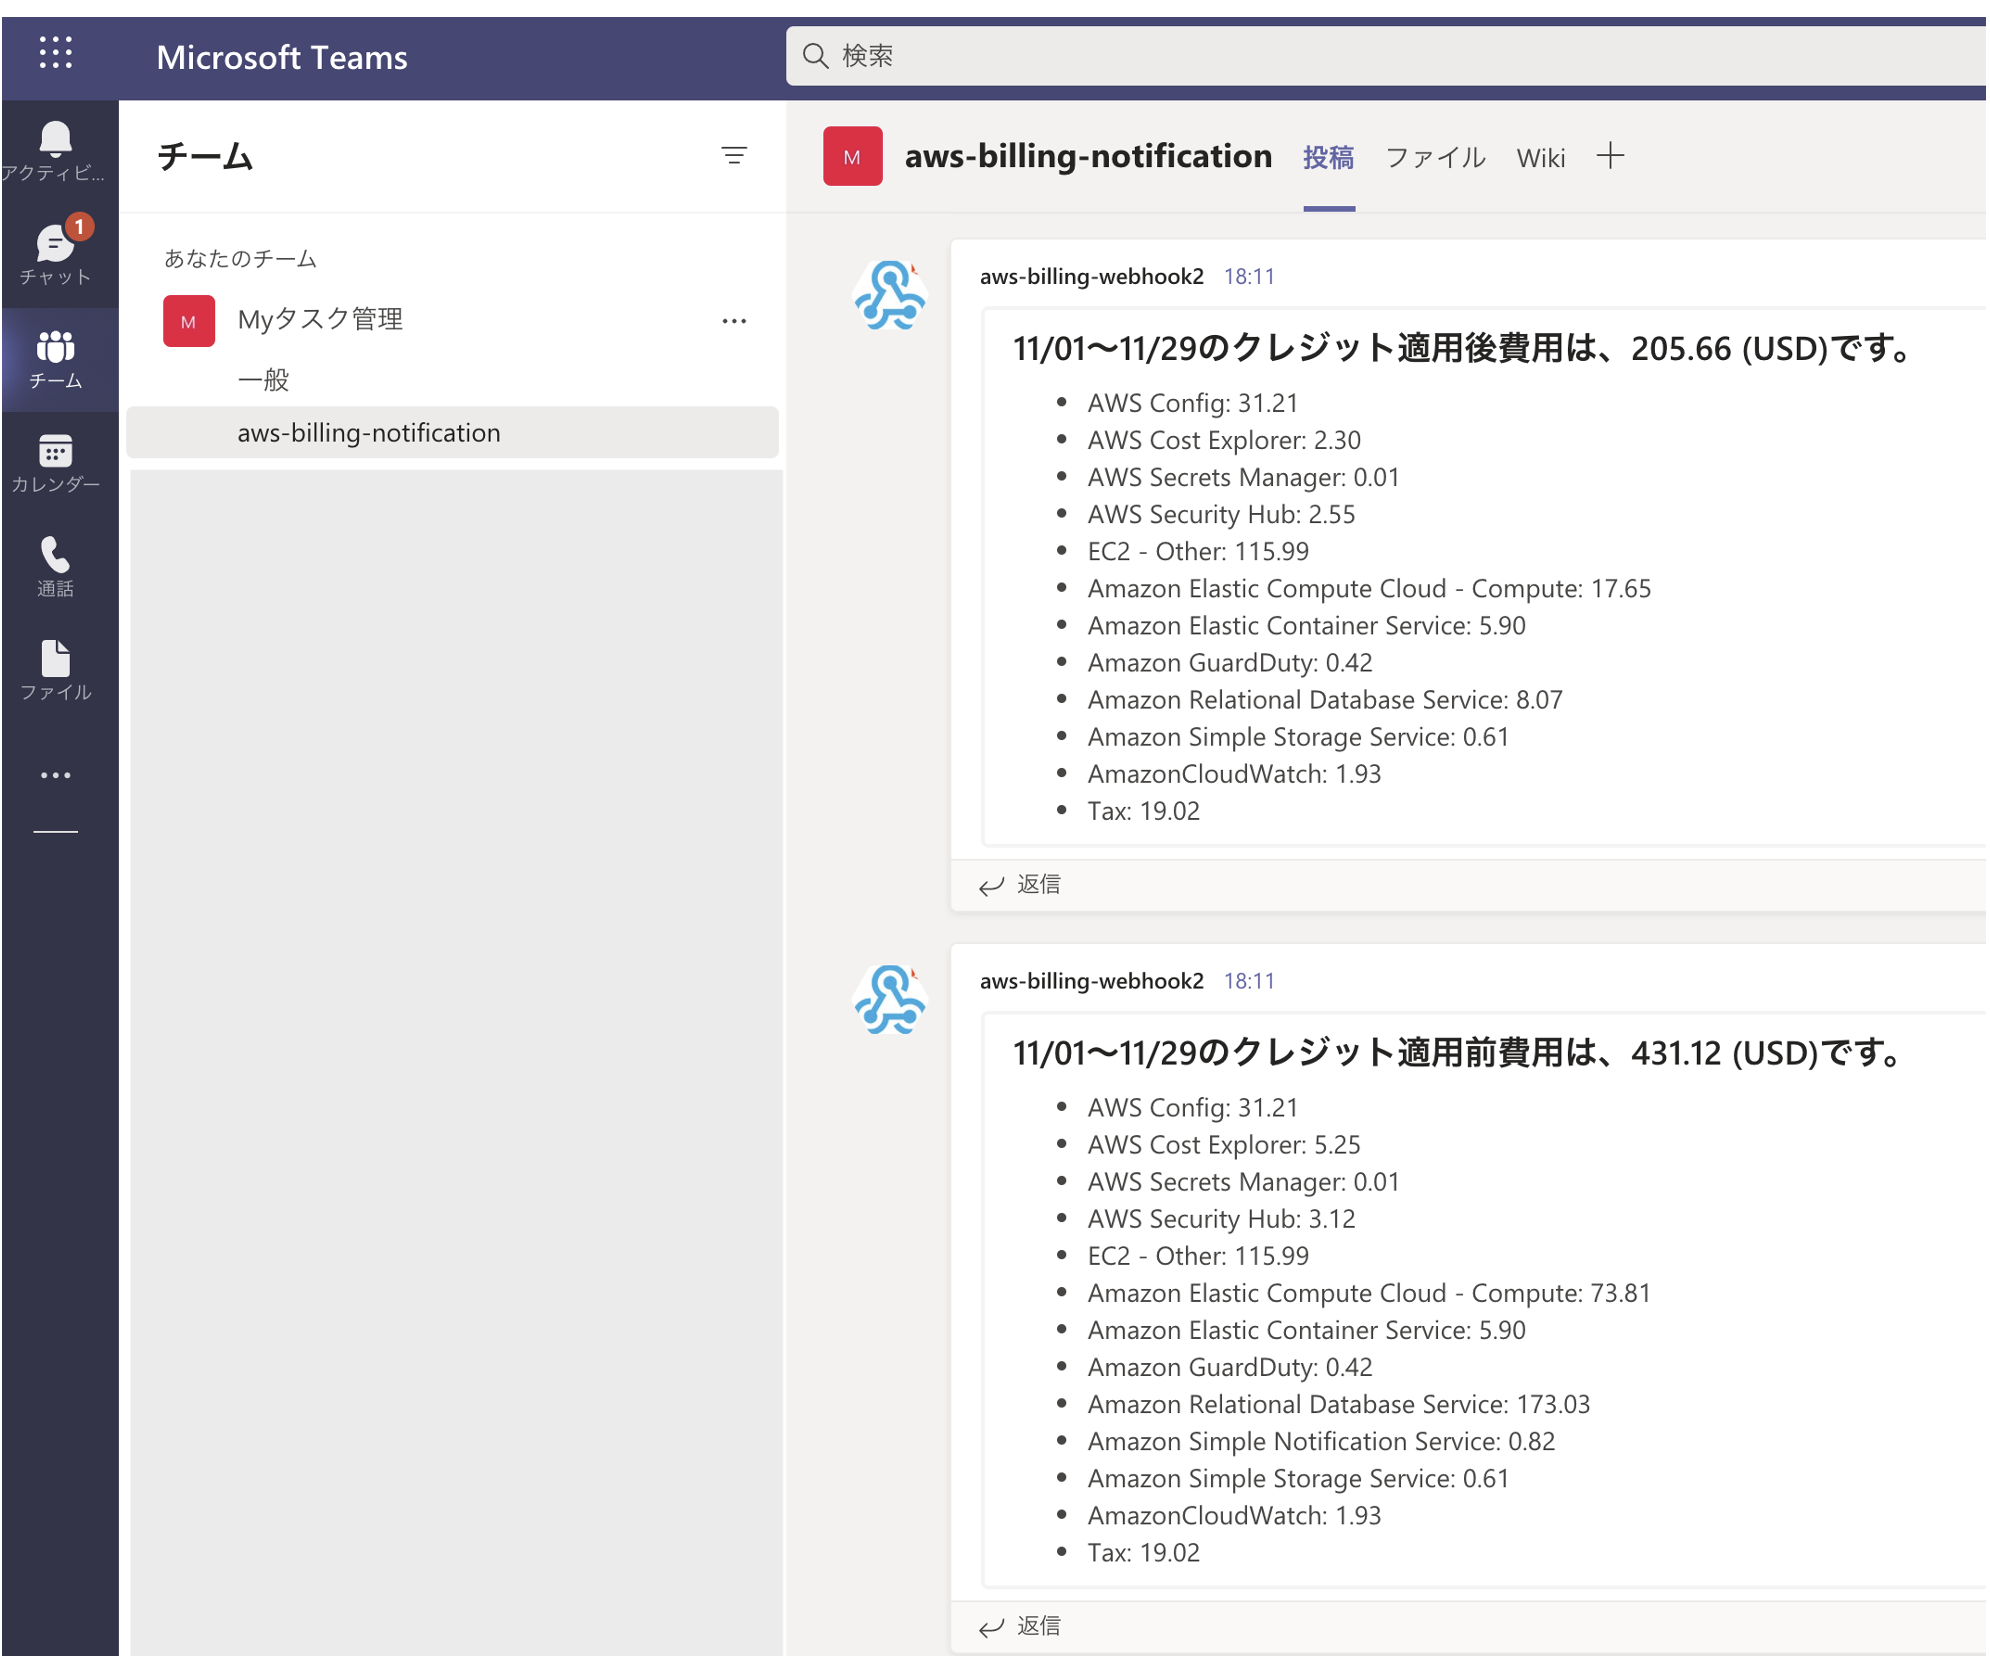 Microsoft Teams
検索
アクティビ...
1
チャット
チーム
カレンダー
通話
ファイル
チーム
あなたのチーム
M
Myタスク管理
一般
aws-billing-notification
M
aws-billing-notification
投稿
ファイル
Wiki
aws-billing-webhook2 18:11
11/01〜11/29のクレジット適用後費用は、205.66 (USD)です。
AWS Config: 31.21
AWS Cost Explorer: 2.30
AWS Secrets Manager: 0.01
AWS Security Hub: 2.55
EC2 - Other: 115.99
Amazon Elastic Compute Cloud - Compute: 17.65
Amazon Elastic Container Service: 5.90
Amazon GuardDuty: 0.42
Amazon Relational Database Service: 8.07
Amazon Simple Storage Service: 0.61
AmazonCloudWatch: 1.93
Tax: 19.02
返信
aws-billing-webhook2 18:11
11/01〜11/29のクレジット適用前費用は、431.12 (USD)です。
AWS Config: 31.21
AWS Cost Explorer: 5.25
AWS Secrets Manager: 0.01
AWS Security Hub: 3.12
EC2 - Other: 115.99
Amazon Elastic Compute Cloud - Compute: 73.81
Amazon Elastic Container Service: 5.90
Amazon GuardDuty: 0.42
Amazon Relational Database Service: 173.03
Amazon Simple Notification Service: 0.82
Amazon Simple Storage Service: 0.61
AmazonCloudWatch: 1.93
Tax: 19.02
返信